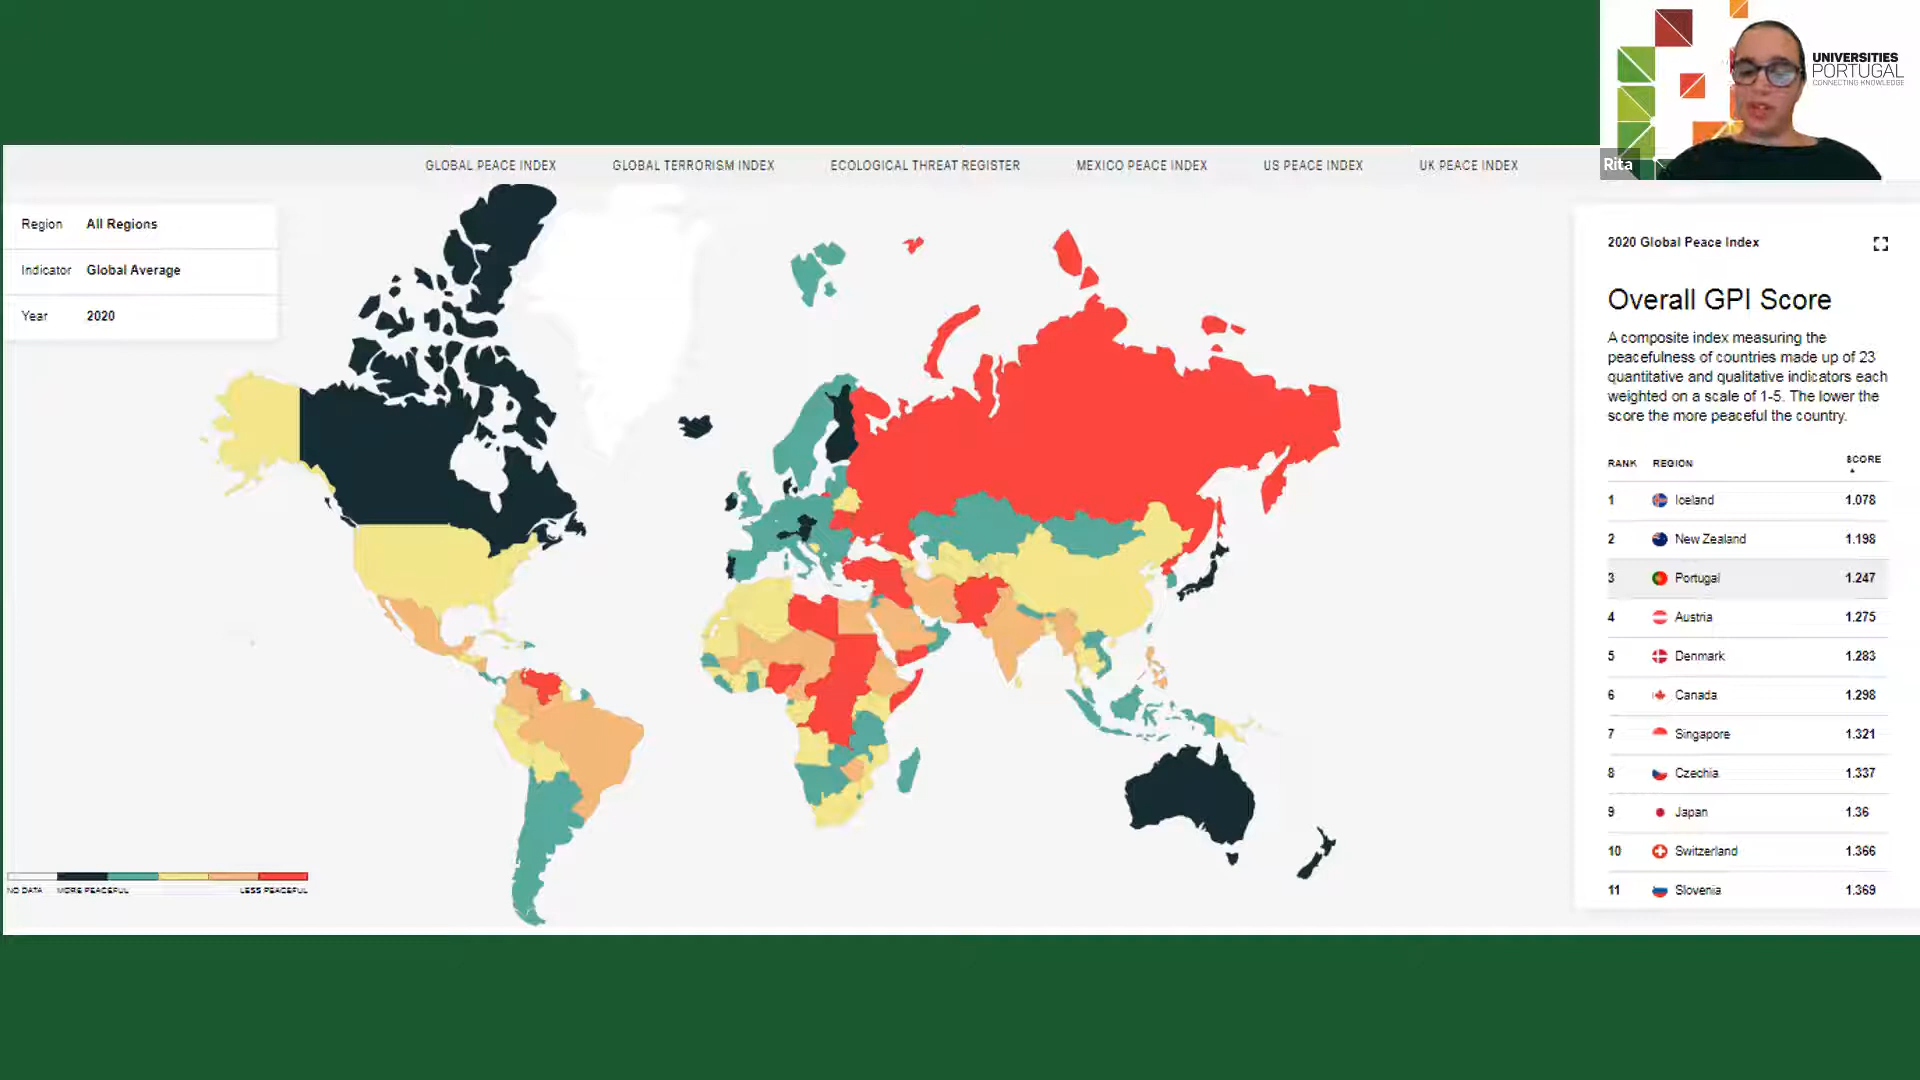 UNIVERSITIES
PORTUGAL
CONNECTING KNOWLEDGE
Rita
GLOBAL PEACE INDEX
GLOBAL TERRORISM INDEX
ECOLOGICAL THREAT REGISTER
MEXICO PEACE INDEX
US PEACE INDEX
UK PEACE INDEX
Region All Regions
Indicator Global Average
Year 2020
NO DATA
MORE PEACEFUL
LESS PEACEFUL
2020 Global Peace Index
Overall GPI Score
A composite index measuring the
peacefulness of countries made up of 23
quantitative and qualitative indicators each
weighted on a scale of 1-5. The lower the
score the more peaceful the country.
RANK REGION SCORE
1 Iceland 1.078
2 New Zealand 1.198
3 Portugal 1.247
4 Austria 1.275
5 Denmark 1.283
6 Canada 1.298
7 Singapore 1.321
8 Czechia 1.337
9 Japan 1.36
10 Switzerland 1.366
11 Slovenia 1.369